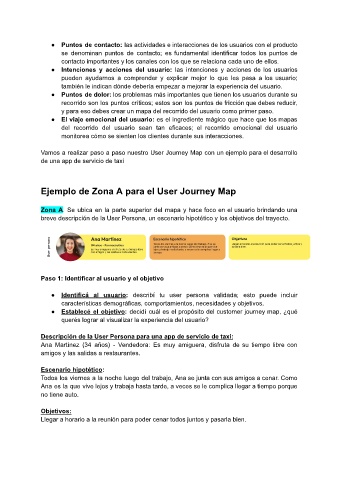 ● Puntos de contacto: las actividades e interacciones de los usuarios con el producto
se denominan puntos de contacto, es fundamental identificar todos los puntos de
contacto importantes y los canales con los que se relaciona cada uno de ellos.
● Intenciones y acciones del usuario: las intenciones y acciones de los usuarios
pueden ayudarnos a comprender y explicar mejor lo que les pasa a los usuario;
también le indican dónde debería empezar a mejorar la experiencia del usuario.
● Puntos de dolor: los problemas más importantes que tienen los usuarios durante su
recorrido son los puntos críticos; estos son los puntos de fricción que debes reducir,
y para eso debes crear un mapa del recorrido del usuario como primer paso.
● El viaje emocional del usuario: es el ingrediente mágico que hace que los mapas
del recorrido del usuario sean tan eficaces; el recorrido emocional del usuario
monitorea cómo se sienten los clientes durante sus interacciones.
Vamos a realizar paso a paso nuestro User Journey Map con un ejemplo para el desarrollo
de una app de servicio de taxi
Ejemplo de Zona A para el User Journey Map
Zona A. Se ubica en la parte superior del mapa y hace foco en el usuario brindando una
breve descripción de la User Persona, un escenario hipotético y los objetivos del trayecto.
User persona
Ana Martínez
Escenario hipotético
Objetivos
Paso 1: Identificar al usuario y el objetivo
● Identificá al usuario: describí tu user persona validada; esto puede incluir
características demográficas, comportamientos, necesidades y objetivos.
● Establecé el objetivo: decidí cuál es el propósito del customer journey map. ¿qué
querés lograr al visualizar la experiencia del usuario?
Descripción de la User Persona para una app de servicio de taxi:
Ana Martínez (34 años) - Vendedora: Es muy amiguera, disfruta de su tiempo libre con
amigos y las salidas a restaurantes.
Escenario hipotético:
Todos los viernes a la noche luego del trabajo, Ana se junta con sus amigos a cenar. Como
Ana es la que vive lejos y trabaja hasta tarde, a veces se le complica llegar a tiempo porque
no tiene auto.
Objetivos:
Llegar a horario a la reunión para poder cenar todos juntos y pasarla bien.